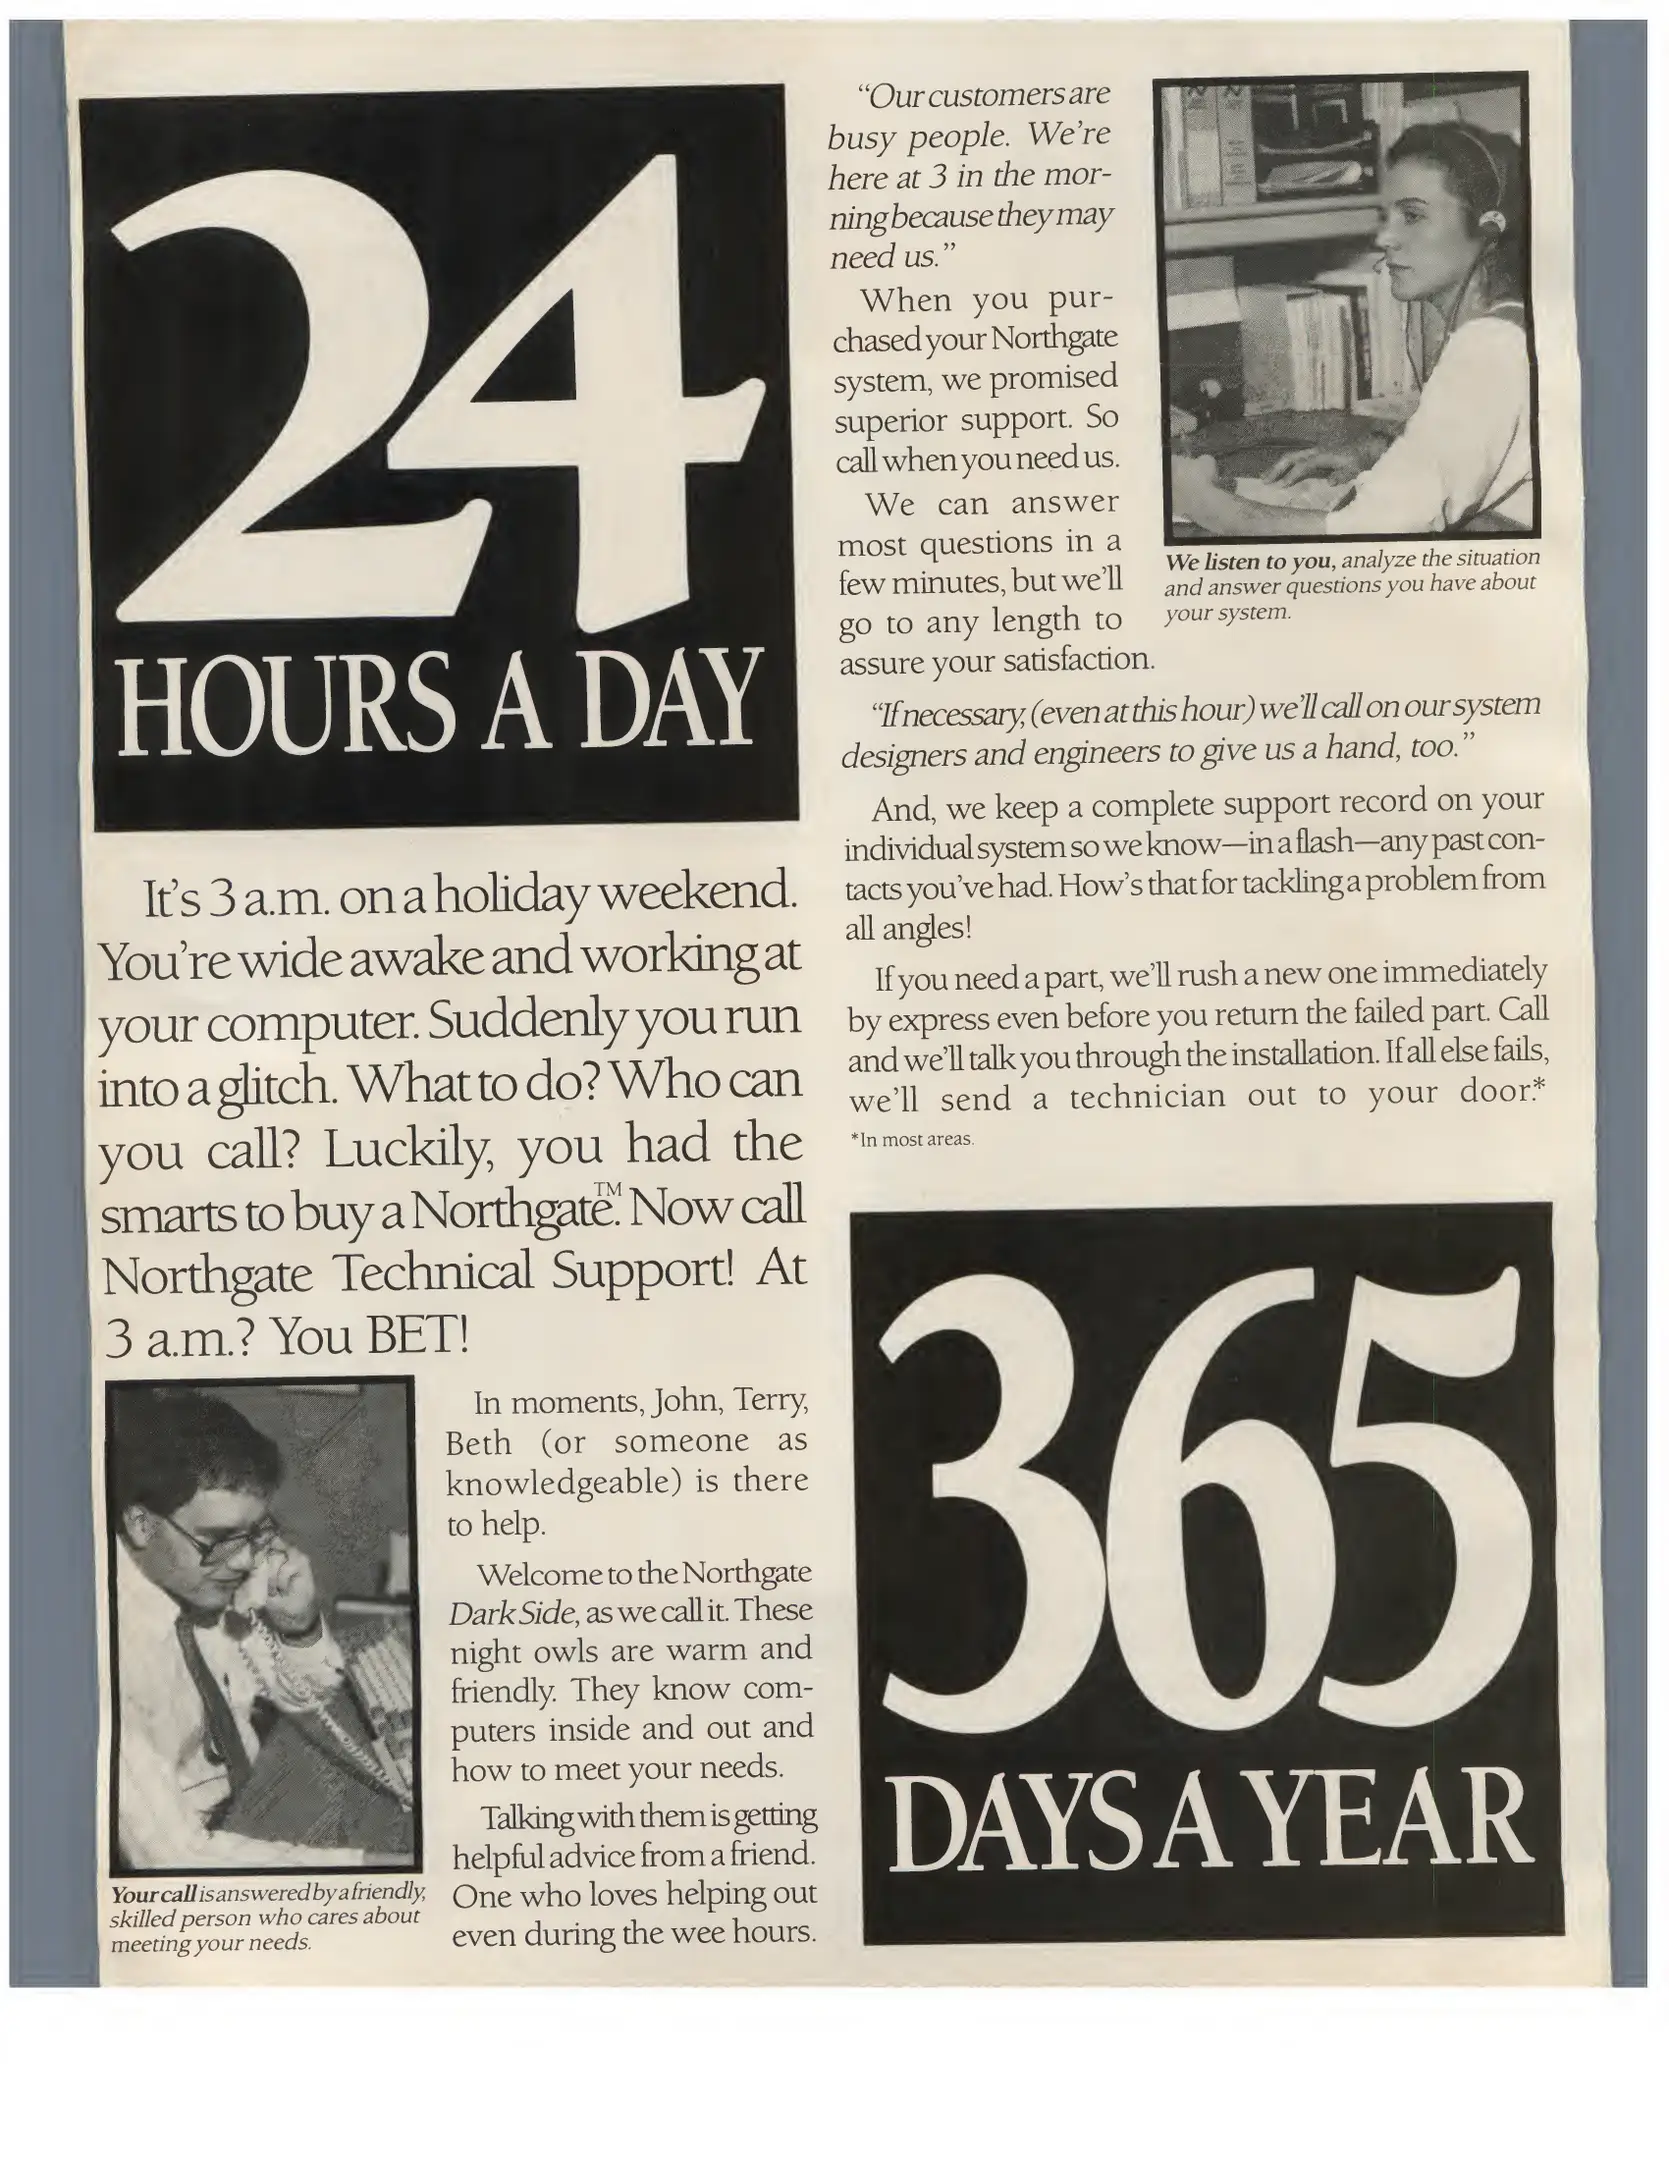 24
HOURS A DAY
It's 3 a.m. on a holiday weekend.
You're wide awake and working at
your computer. Suddenly you run
into a glitch. What to do? Who can
you call? Luckily, you had the
smarts to buy a Northgate.™ Now call
Northgate Technical Support! At
3 a.m.? You BET!
In moments, John, Terry,
Beth (or someone as
knowledgeable) is there
to help.
Welcome to the Northgate
Dark Side, as we call it. These
night owls are warm and
friendly. They know com-
puters inside and out and
how to meet your needs.
Talking with them is getting
helpful advice from a friend.
One who loves helping out
even during the wee hours.
Your call is answered by a friendly,
skilled person who cares about
meeting your needs.
“Our customers are
busy people. We're
here at 3 in the mor-
ning because they may
need us.”
When you pur-
chased your Northgate
system, we promised
superior support. So
call when you need us.
We can answer
most questions in a
few minutes, but we'll
go to any length to
assure your satisfaction.
We listen to you, analyze the situation
and answer questions you have about
your system.
“If necessary, (even at this hour) we'll call on our system
designers and engineers to give us a hand, too.”
And, we keep a complete support record on your
individual system so we know—in a flash—any past con-
tacts you've had. How's that for tackling a problem from
all angles!
If you need a part, we'll rush a new one immediately
by express even before you return the failed part. Call
and we'll talk you through the installation. If all else fails,
we'll send a technician out to your door.*
*In most areas.
365
DAYS A YEAR